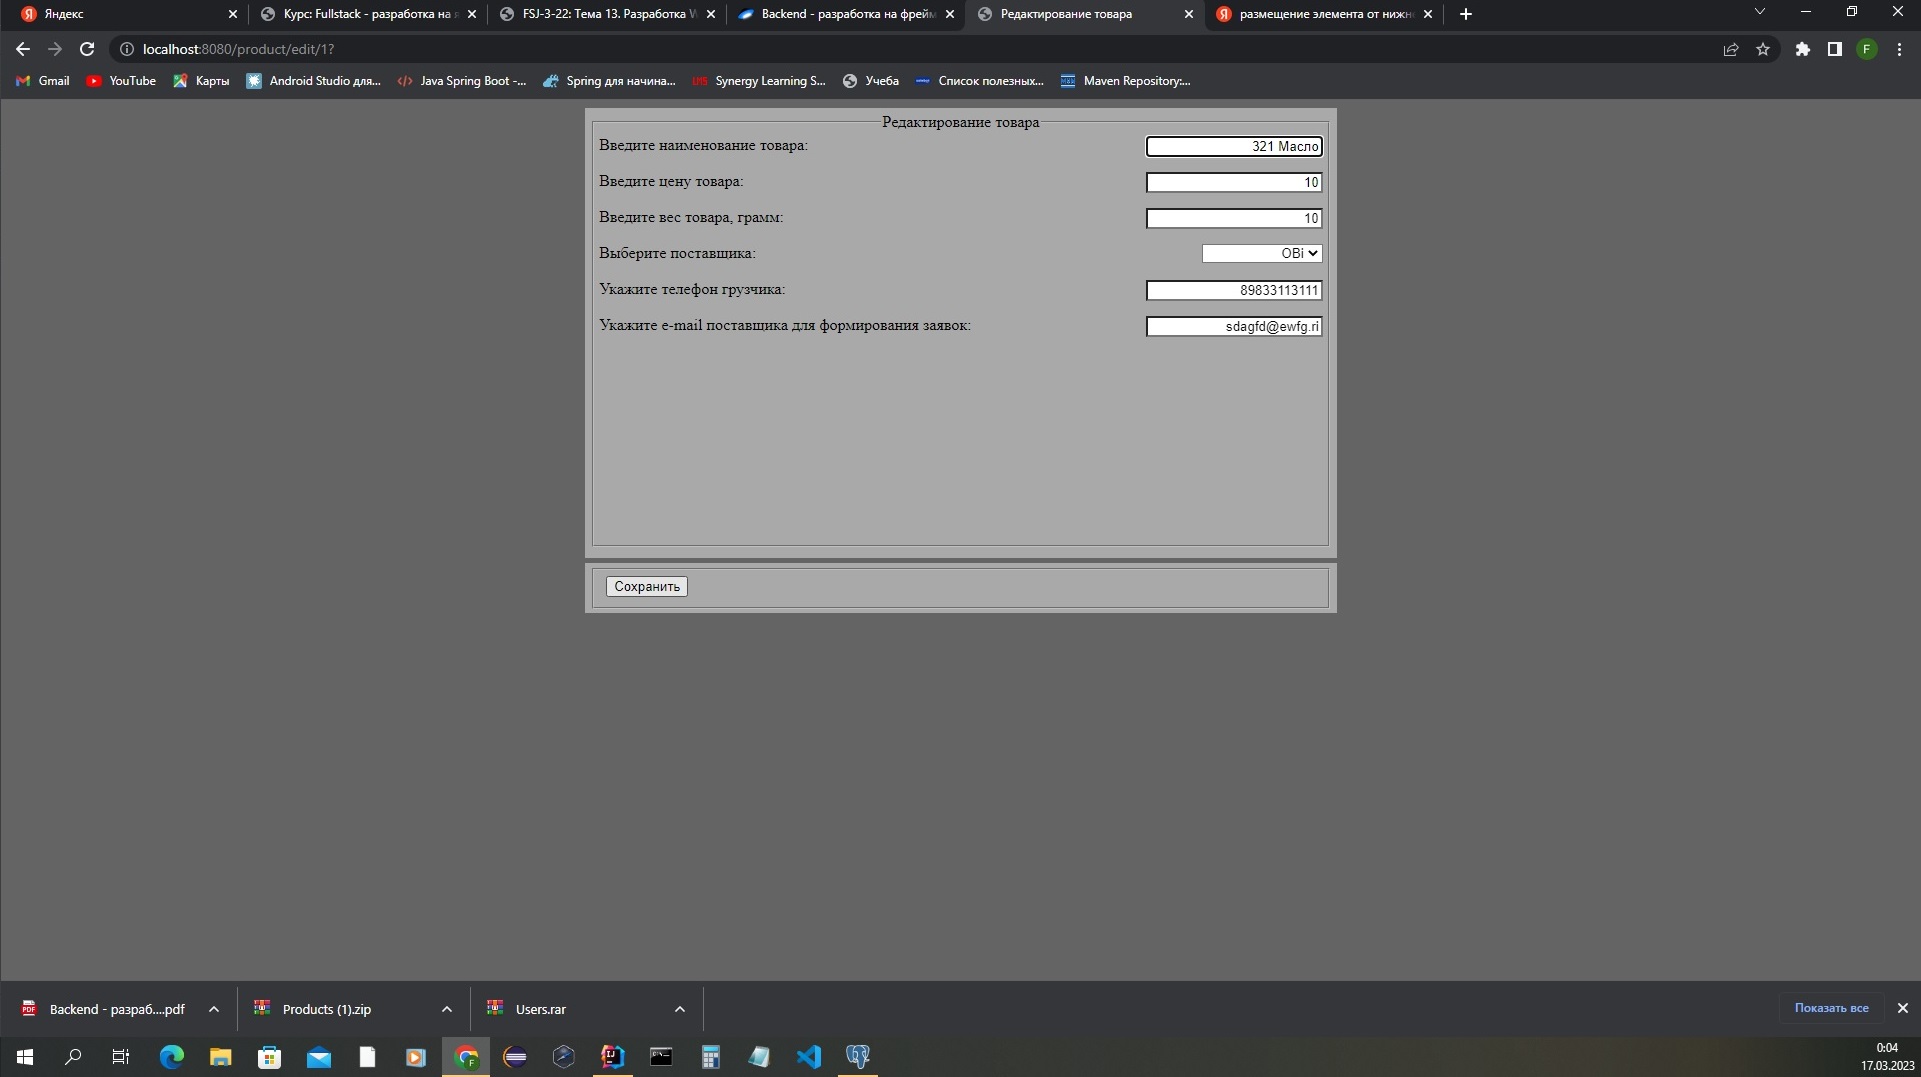 Яндекс
Курс: Fullstack - разработка на я
FSJ-3-22: Тема 13. Разработка W
Backend - разработка на фрейм
Редактирование товара
размещение элемента от нижн
localhost:8080/product/edit/1?
F
Gmail
YouTube
Карты
Android Studio для...
Java Spring Boot -...
Spring для начина...
LMS Synergy Learning S...
Учеба
Список полезных...
Maven Repository:...
Редактирование товара
Введите наименование товара: 321 Масло
Введите цену товара: 10
Введите вес товара, грамм: 10
Выберите поставщика: OBi
Укажите телефон грузчика: 89833113111
Укажите e-mail поставщика для формирования заявок: sdagfd@ewfg.ri
Сохранить
PDF Backend - разраб....pdf
Products (1).zip
Users.rar
Показать все
0:04
17.03.2023